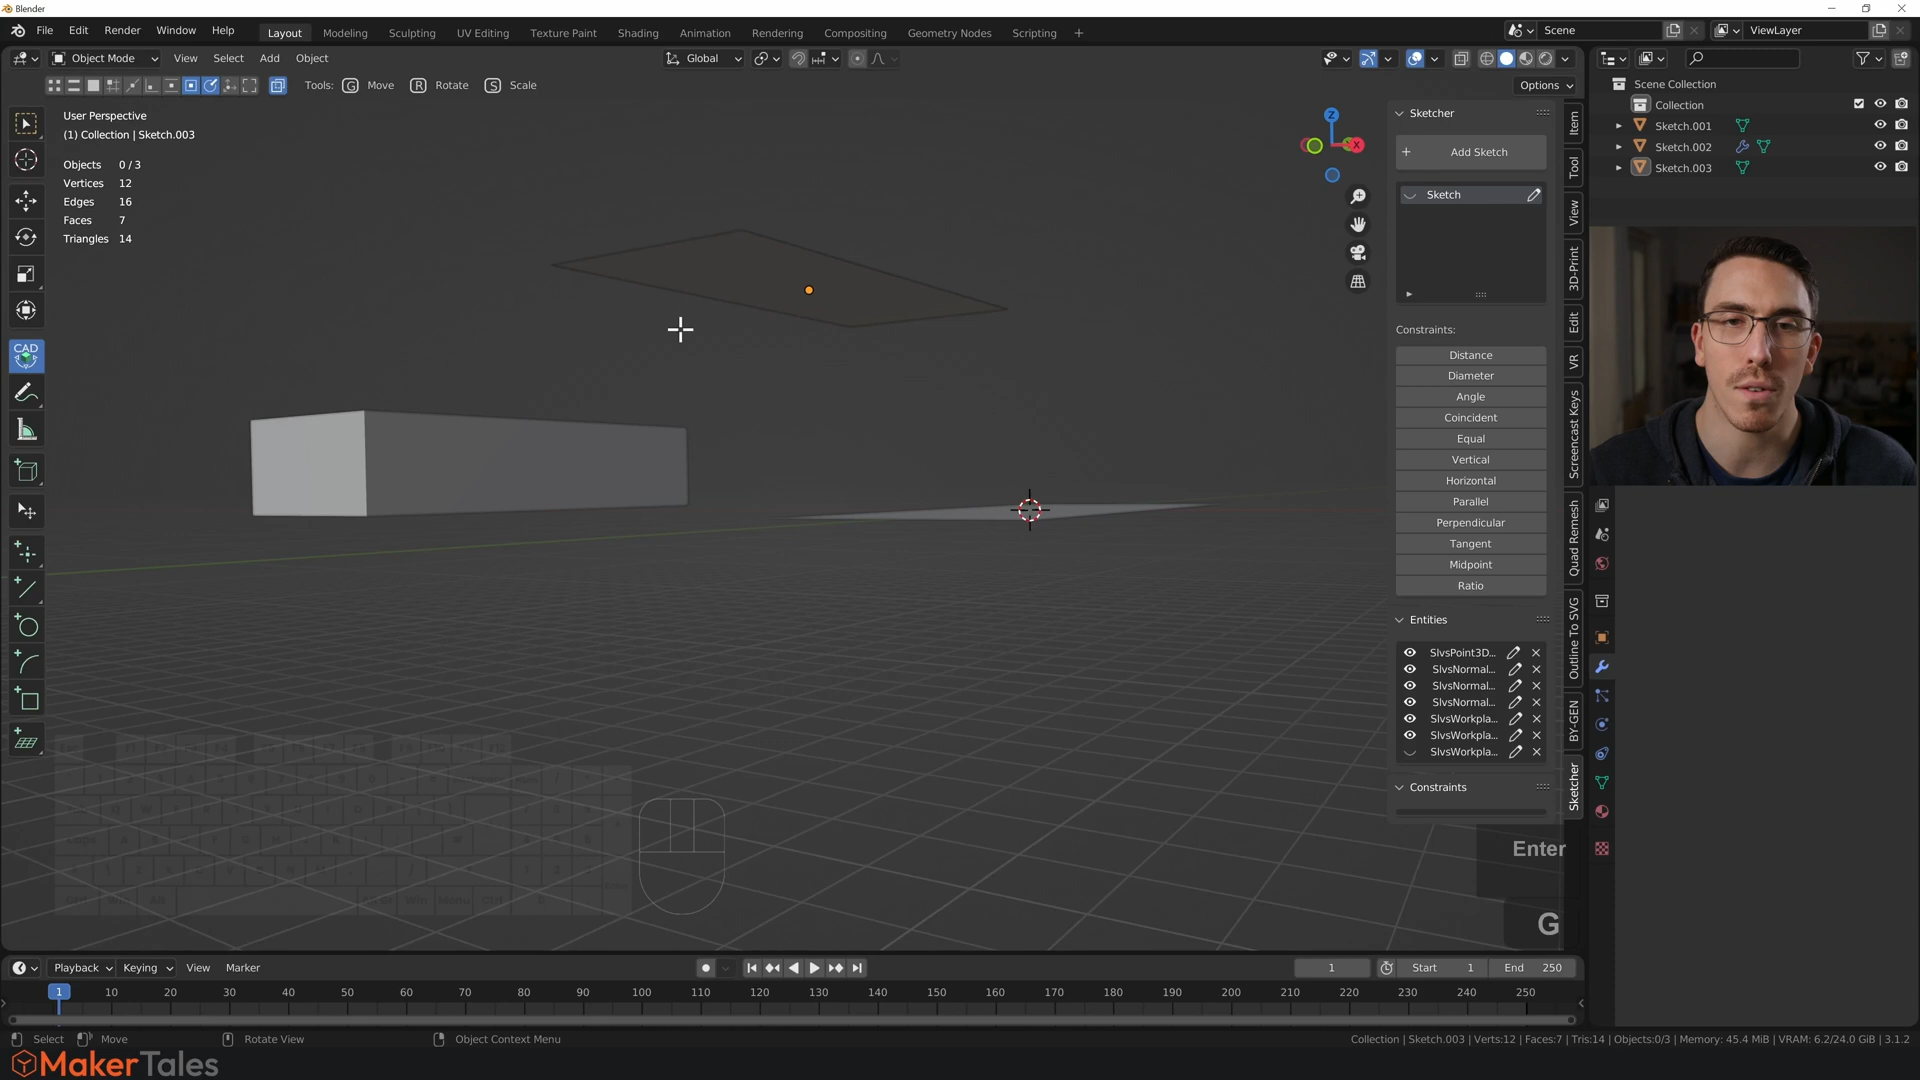 Blender
File Edit Render Window Help
Layout Modeling Sculpting UV Editing Texture Paint Shading Animation Rendering Compositing Geometry Nodes Scripting +
Scene
ViewLayer
Object Mode View Select Add Object
Global
Tools: G Move R Rotate S Scale
Options
User Perspective
(1) Collection | Sketch.003
Objects 0/3
Vertices 12
Edges 16
Faces 7
Triangles 14
CAD
Z
X
Sketcher
+ Add Sketch
Sketch
Constraints:
Distance
Diameter
Angle
Coincident
Equal
Vertical
Horizontal
Parallel
Perpendicular
Tangent
Midpoint
Ratio
Entities
SlvsPoint3D...
SlvsNormal...
SlvsNormal...
SlvsNormal...
SlvsWorkpla...
SlvsWorkpla...
SlvsWorkpla...
Constraints
Item
Tool
View
3D-Print
Edit
VR
Screencast Keys
Quad Remesh
Outline To SVG
BY-GEN
Sketcher
Scene Collection
Collection
Sketch.001
Sketch.002
Sketch.003
Enter
G
Playback Keying View Marker
1 Start 1 End 250
1 10 20 30 40 50 60 70 80 90 100 110 120 130 140 150 160 170 180 190 200 210 220 230 240 250
Select Move Rotate View Object Context Menu
Collection | Sketch.003 | Verts:12 | Faces:7 | Tris:14 | Objects:0/3 | Memory: 45.4 MiB | VRAM: 6.2/24.0 GiB | 3.1.2
MakerTales